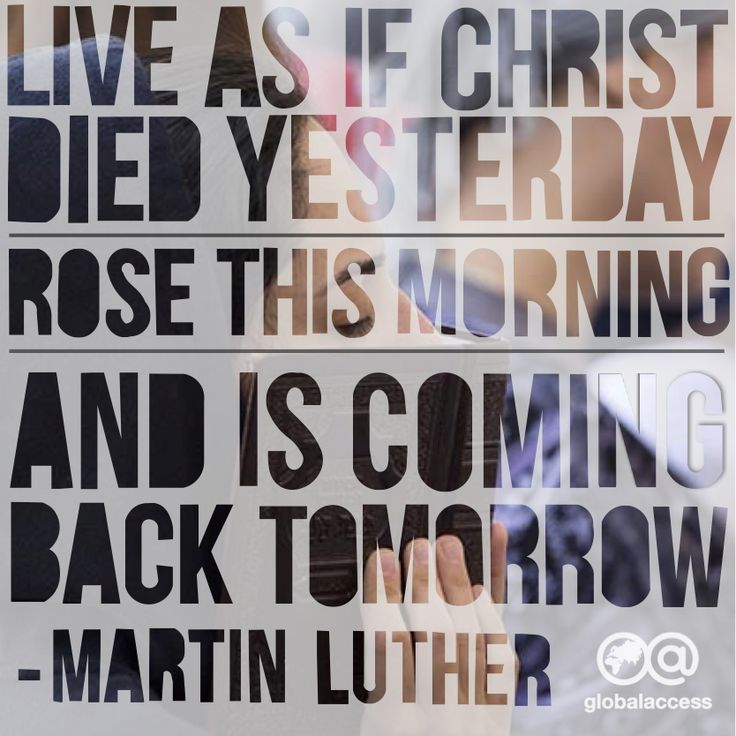 LIVE AS IF CHRIST
DIED YESTERDAY
ROSE THIS MORNING
AND IS COMING
BACK TOMORROW
-MARTIN LUTHER
@
globalaccess